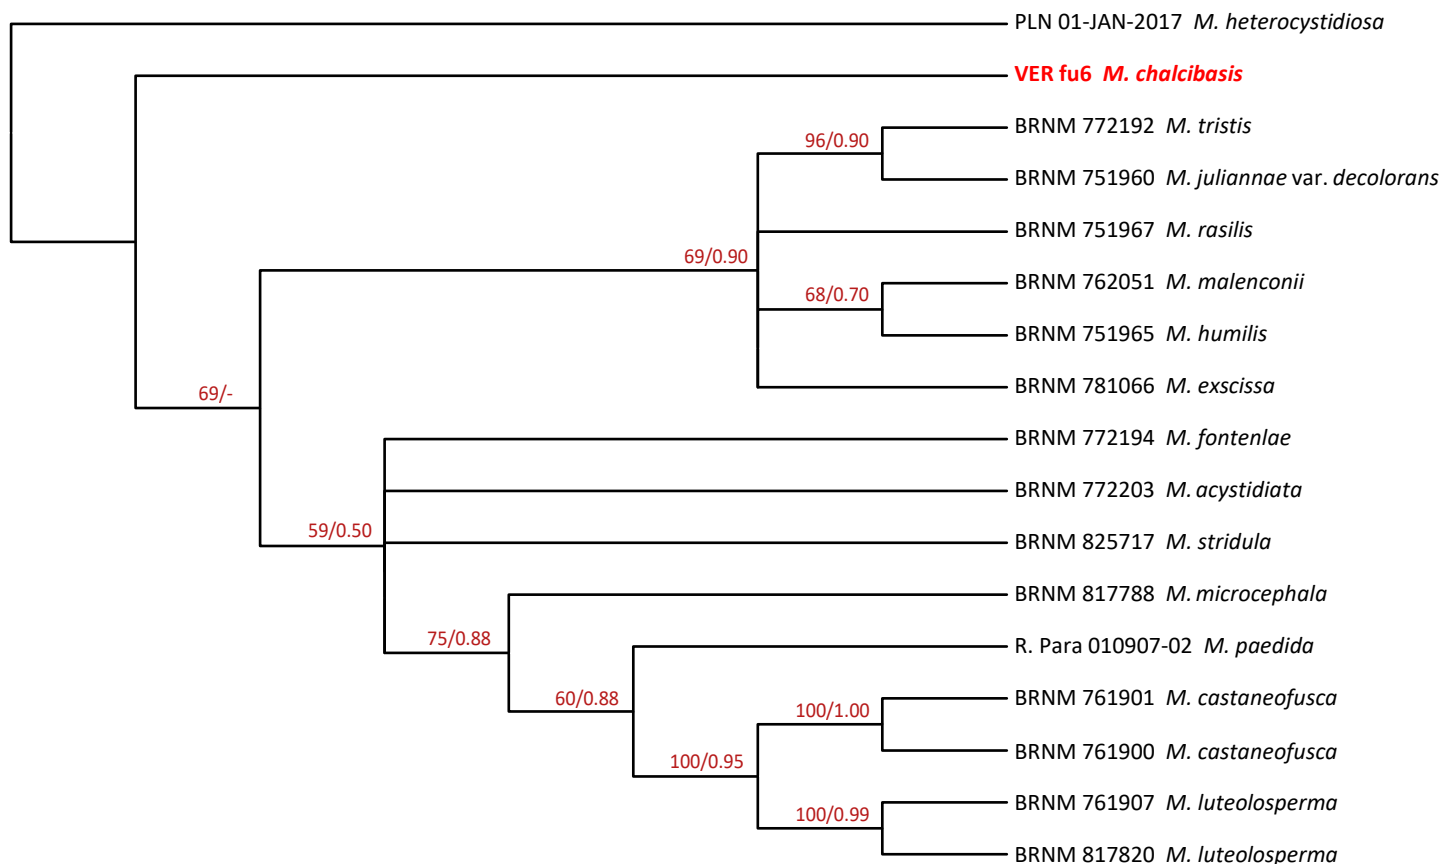 PLN 01-JAN-2017 M. heterocystidiosa
VER fu6 M. chalcibasis
BRNM 772192 M. tristis
96/0.90
BRNM 751960 M. juliannae var. decolorans
BRNM 751967 M. rasilis
69/0.90
BRNM 762051 M. malenconii
68/0.70
BRNM 751965 M. humilis
BRNM 781066 M. exscissa
69/-
BRNM 772194 M. fontenlae
BRNM 772203 M. acystidiata
59/0.50
BRNM 825717 M. stridula
BRNM 817788 M. microcephala
75/0.88
R. Para 010907-02 M. paedida
60/0.88
BRNM 761901 M. castaneofusca
100/1.00
BRNM 761900 M. castaneofusca
100/0.95
BRNM 761907 M. luteolosperma
100/0.99
BRNM 817820 M. luteolosperma